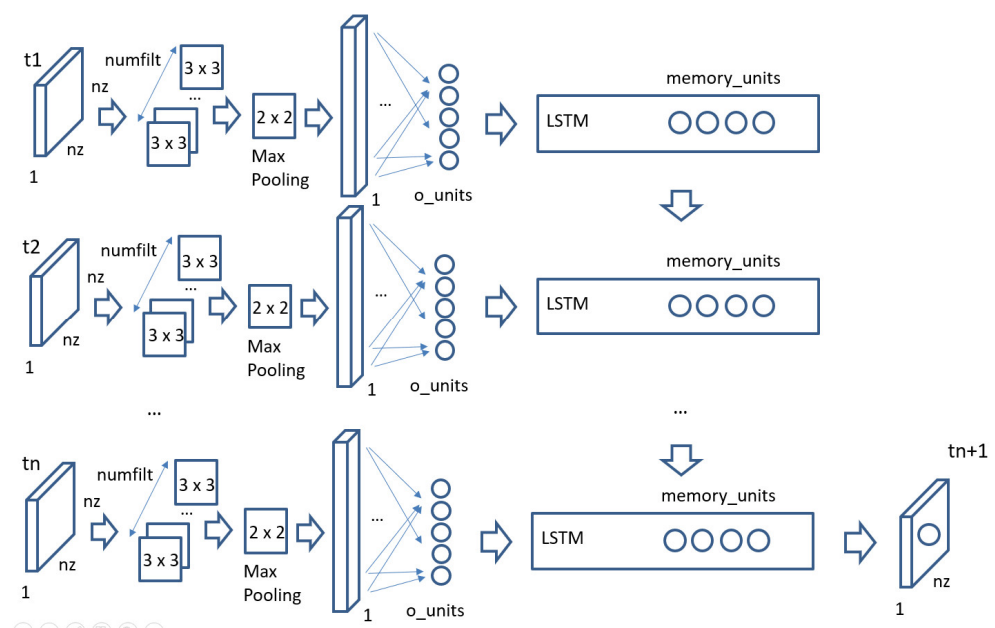 t1
numfilt
3 x 3
nz
...
3 x 3
2 x 2
...
memory_units
LSTM
nz
Max
Pooling
1
1
o_units
t2
numfilt
3 x 3
nz
...
3 x 3
2 x 2
...
memory_units
LSTM
nz
Max
Pooling
1
1
o_units
...
...
tn
numfilt
3 x 3
nz
...
3 x 3
2 x 2
...
memory_units
LSTM
tn+1
nz
Max
Pooling
nz
1
1
o_units
1